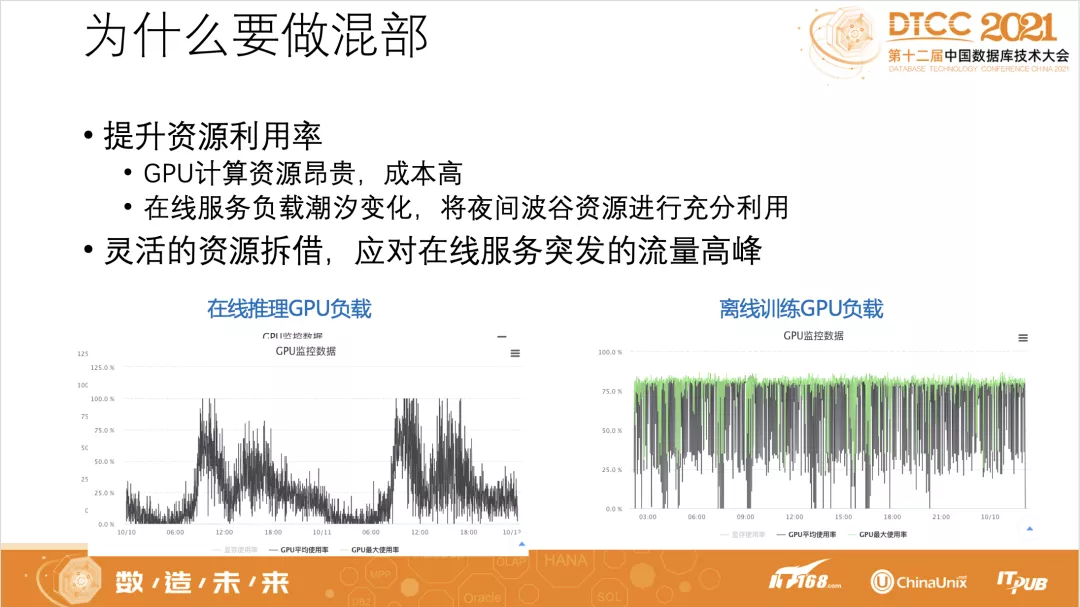 为什么要做混部
DTCC 2021
第十二届中国数据库技术大会
DATABASE TECHNOLOGY CONFERENCE CHINA 2021
• 提升资源利用率
• GPU计算资源昂贵，成本高
• 在线服务负载潮汐变化，将夜间波谷资源进行充分利用
• 灵活的资源拆借，应对在线服务突发的流量高峰
在线推理GPU负载
GPU监控数据
GPU监控数据
125.0 %
100.0 %
75.0 %
50.0 %
25.0 %
0.0 %
10/10 06:00 12:00 18:00 10/11 06:00 12:00 18:00
显存使用率 GPU平均使用率 GPU最大使用率
离线训练GPU负载
GPU监控数据
100.0 %
75.0 %
50.0 %
25.0 %
0.0 %
03:00 06:00 09:00 12:00 15:00 18:00 21:00 10/10
显存使用率 GPU平均使用率 GPU最大使用率
数/造/未/来
MPP
OLAP
HANA
Oracle
SQL
IT168.com
ChinaUnix.net
ITPUB